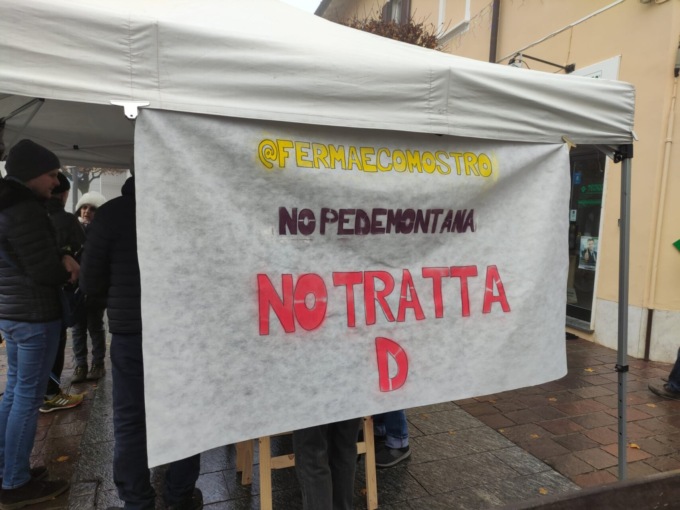 @FERMAECOMOSTRO
NO PEDEMONTANA
NO TRATTA
D